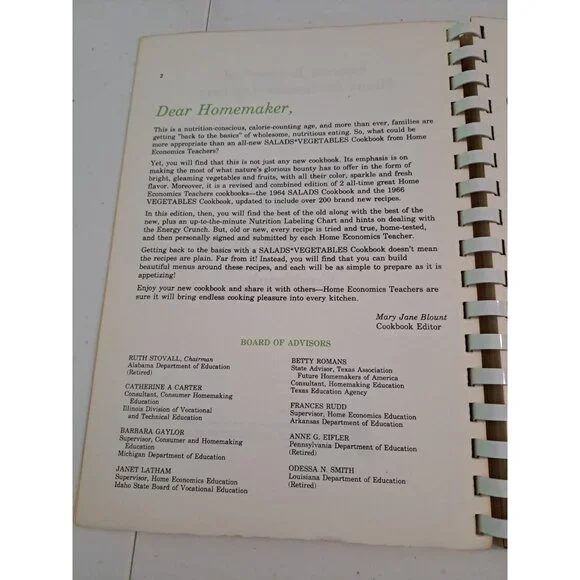 2
Dear Homemaker,
This is a nutrition-conscious, calorie-counting age, and more than ever, families are
getting "back to the basics" of wholesome, nutritious eating. So, what could be
more appropriate than an all-new SALADS*VEGETABLES Cookbook from Home
Economics Teachers?
Yet, you will find that this is not just any new cookbook. Its emphasis is on
making the most of what nature's glorious bounty has to offer in the form of
bright, gleaming vegetables and fruits, with all their color, sparkle and fresh
flavor. Moreover, it is a revised and combined edition of 2 all-time great Home
Economics Teachers cookbooks—the 1964 SALADS Cookbook and the 1966
VEGETABLES Cookbook, updated to include over 200 brand new recipes.
In this edition, then, you will find the best of the old along with the best of the
new, plus an up-to-the-minute Nutrition Labeling Chart and hints on dealing with
the Energy Crunch. But, old or new, every recipe is tried and true, home-tested,
and then personally signed and submitted by each Home Economics Teacher.
Getting back to the basics with a SALADS*VEGETABLES Cookbook doesn't mean
the recipes are plain. Far from it! Instead, you will find that you can build
beautiful menus around these recipes, and each will be as simple to prepare as it is
appetizing!
Enjoy your new cookbook and share it with others—Home Economics Teachers are
sure it will bring endless cooking pleasure into every kitchen.
Mary Jane Blount
Cookbook Editor
BOARD OF ADVISORS
RUTH STOVALL, Chairman
Alabama Department of Education
(Retired)
CATHERINE A CARTER
Consultant, Consumer Homemaking
Education
Illinois Division of Vocational
and Technical Education
BARBARA GAYLOR
Supervisor, Consumer and Homemaking
Education
Michigan Department of Education
JANET LATHAM
Supervisor, Home Economics Education
Idaho State Board of Vocational Education
BETTY ROMANS
State Advisor, Texas Association
Future Homemakers of America
Consultant, Homemaking Education
Texas Education Agency
FRANCES RUDD
Supervisor, Home Economics Education
Arkansas Department of Education
ANNE G. EIFLER
Pennsylvania Department of Education
(Retired)
ODESSA N. SMITH
Louisiana Department of Education
(Retired)